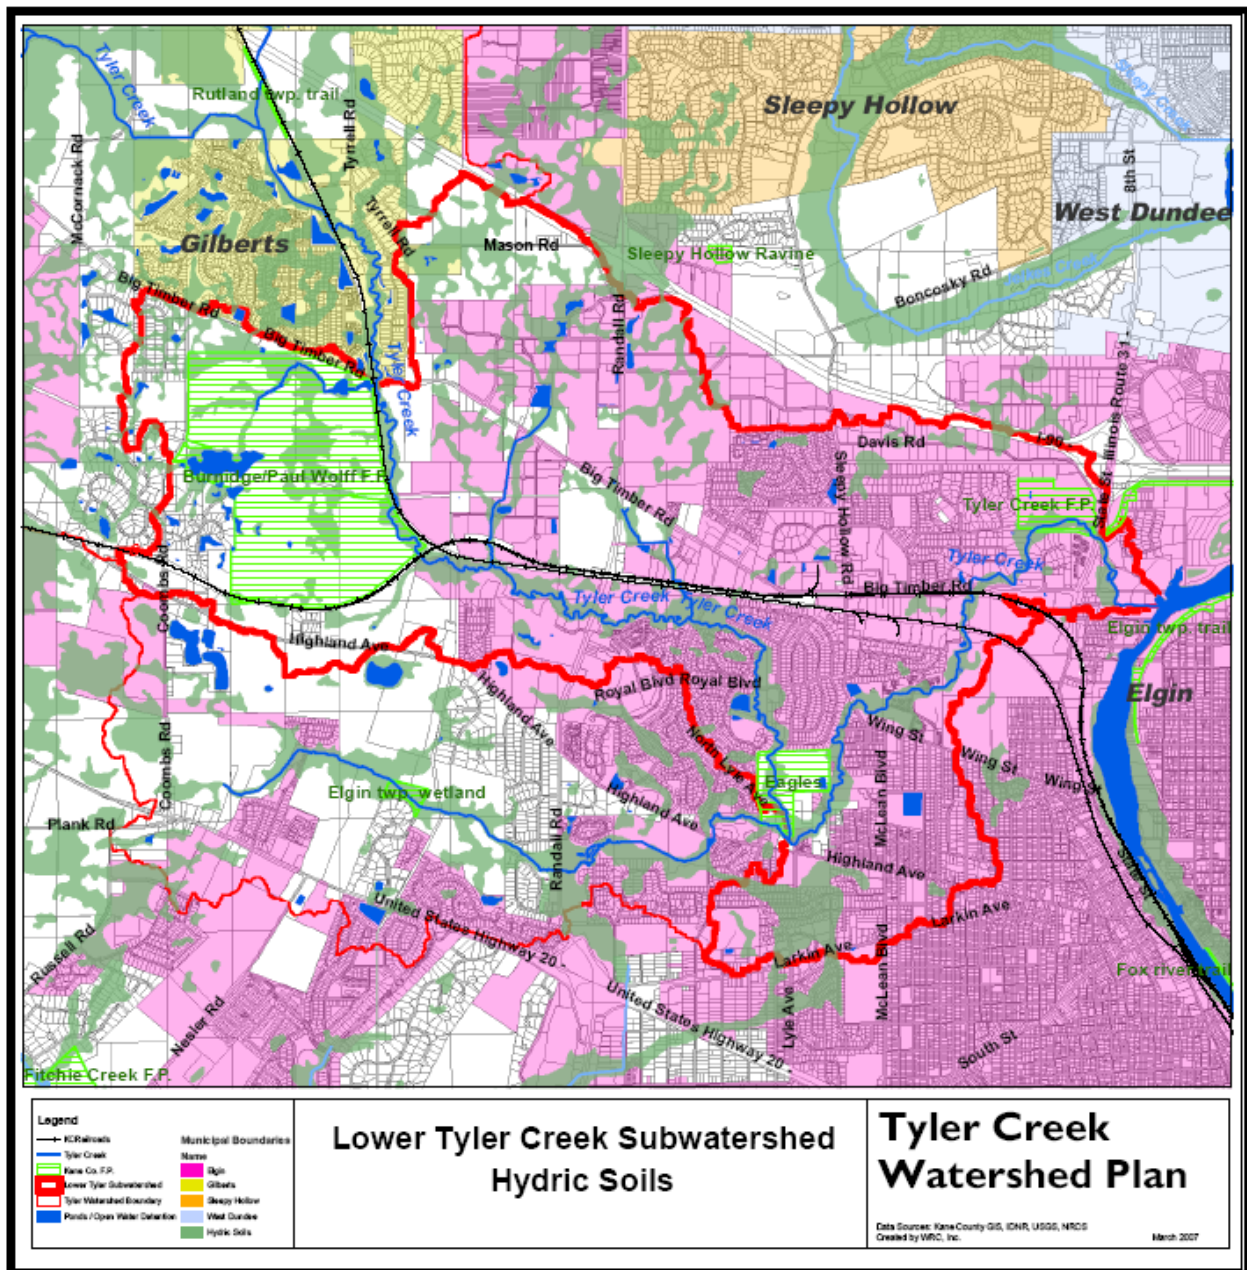 Tyler Creek
Rutland twp. trail
Tyrrell Rd
McCornack Rd
Sleepy Hollow
8th St
West Dundee
Gilberts
Tyrrell Rd
Mason Rd
Sleepy Hollow Ravine
Boncosky Rd
Big Timber Rd
Big Timber Rd
Randall Rd
Tyler Creek
State St - Illinois Route 31 -
Davis Rd
I-90 -
Burnidge/Paul Wolff F.P.
Big Timber Rd
Sleepy Hollow Rd
Tyler Creek F.P.
Tyler Creek
Big Timber Rd
Coombs Rd
Tyler Creek
Tyler Creek
Elgin twp. trail
Highland Ave
Highland Ave
Royal Blvd
Royal Blvd
Elgin
North Lyle Ave
Wing St
Wing St
Wing St
Coombs Rd
Eagles
Elgin twp. wetland
Highland Ave
McLean Blvd
Plank Rd
Randall Rd
Highland Ave
State St
United States Highway 20 -
Larkin Ave
Larkin Ave
McLean Blvd
Russell Rd
Fox river trail
Nesler Rd
United States Highway 20 -
Lyle Ave
South St
Fitchie Creek F.P.
Legend
KCRailroads
Tyler Creek
Kane Co. F.P.
Lower Tyler Subwatershed
Tyler Watershed Boundary
Ponds / Open Water Detention
Municipal Boundaries
Name
Elgin
Gilberts
Sleepy Hollow
West Dundee
Hydric Soils
Lower Tyler Creek Subwatershed
Hydric Soils
Tyler Creek
Watershed Plan
Data Sources: Kane County GIS, IDNR, USGS, NRCS
Created by WRC, Inc.
March 2007